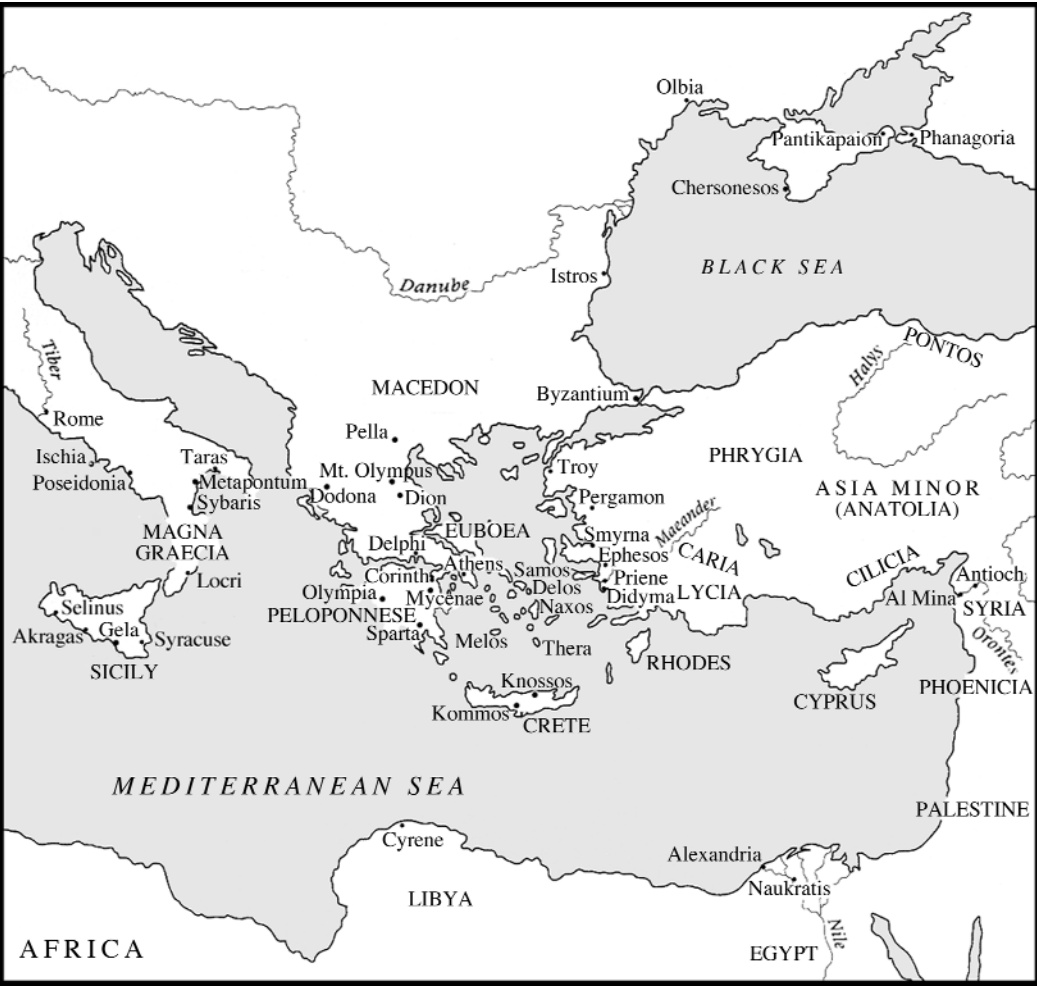 Olbia
Pantikapaion
Phanagoria
Chersonesos
BLACK SEA
Istros
Danube
PONTOS
Halys
Tiber
MACEDON
Byzantium
Rome
Pella
Ischia
Taras
Mt. Olympus
Troy
PHRYGIA
Poseidonia
Metapontum
Dodona
Dion
Pergamon
ASIA MINOR
(ANATOLIA)
Sybaris
Maeander
MAGNA
GRAECIA
EUBOEA
Smyrna
Delphi
Ephesos
CARIA
CILICIA
Athens
Samos
Locri
Corinth
Priene
Antioch
Delos
Olympia
Mycenae
Didyma
LYCIA
Al Mina
SYRIA
Selinus
Naxos
PELOPONNESE
Akragas
Gela
Syracuse
Sparta
Melos
Thera
Orontes
SICILY
RHODES
Knossos
PHOENICIA
CYPRUS
Kommos
CRETE
MEDITERRANEAN SEA
PALESTINE
Cyrene
Alexandria
Naukratis
LIBYA
Nile
AFRICA
EGYPT